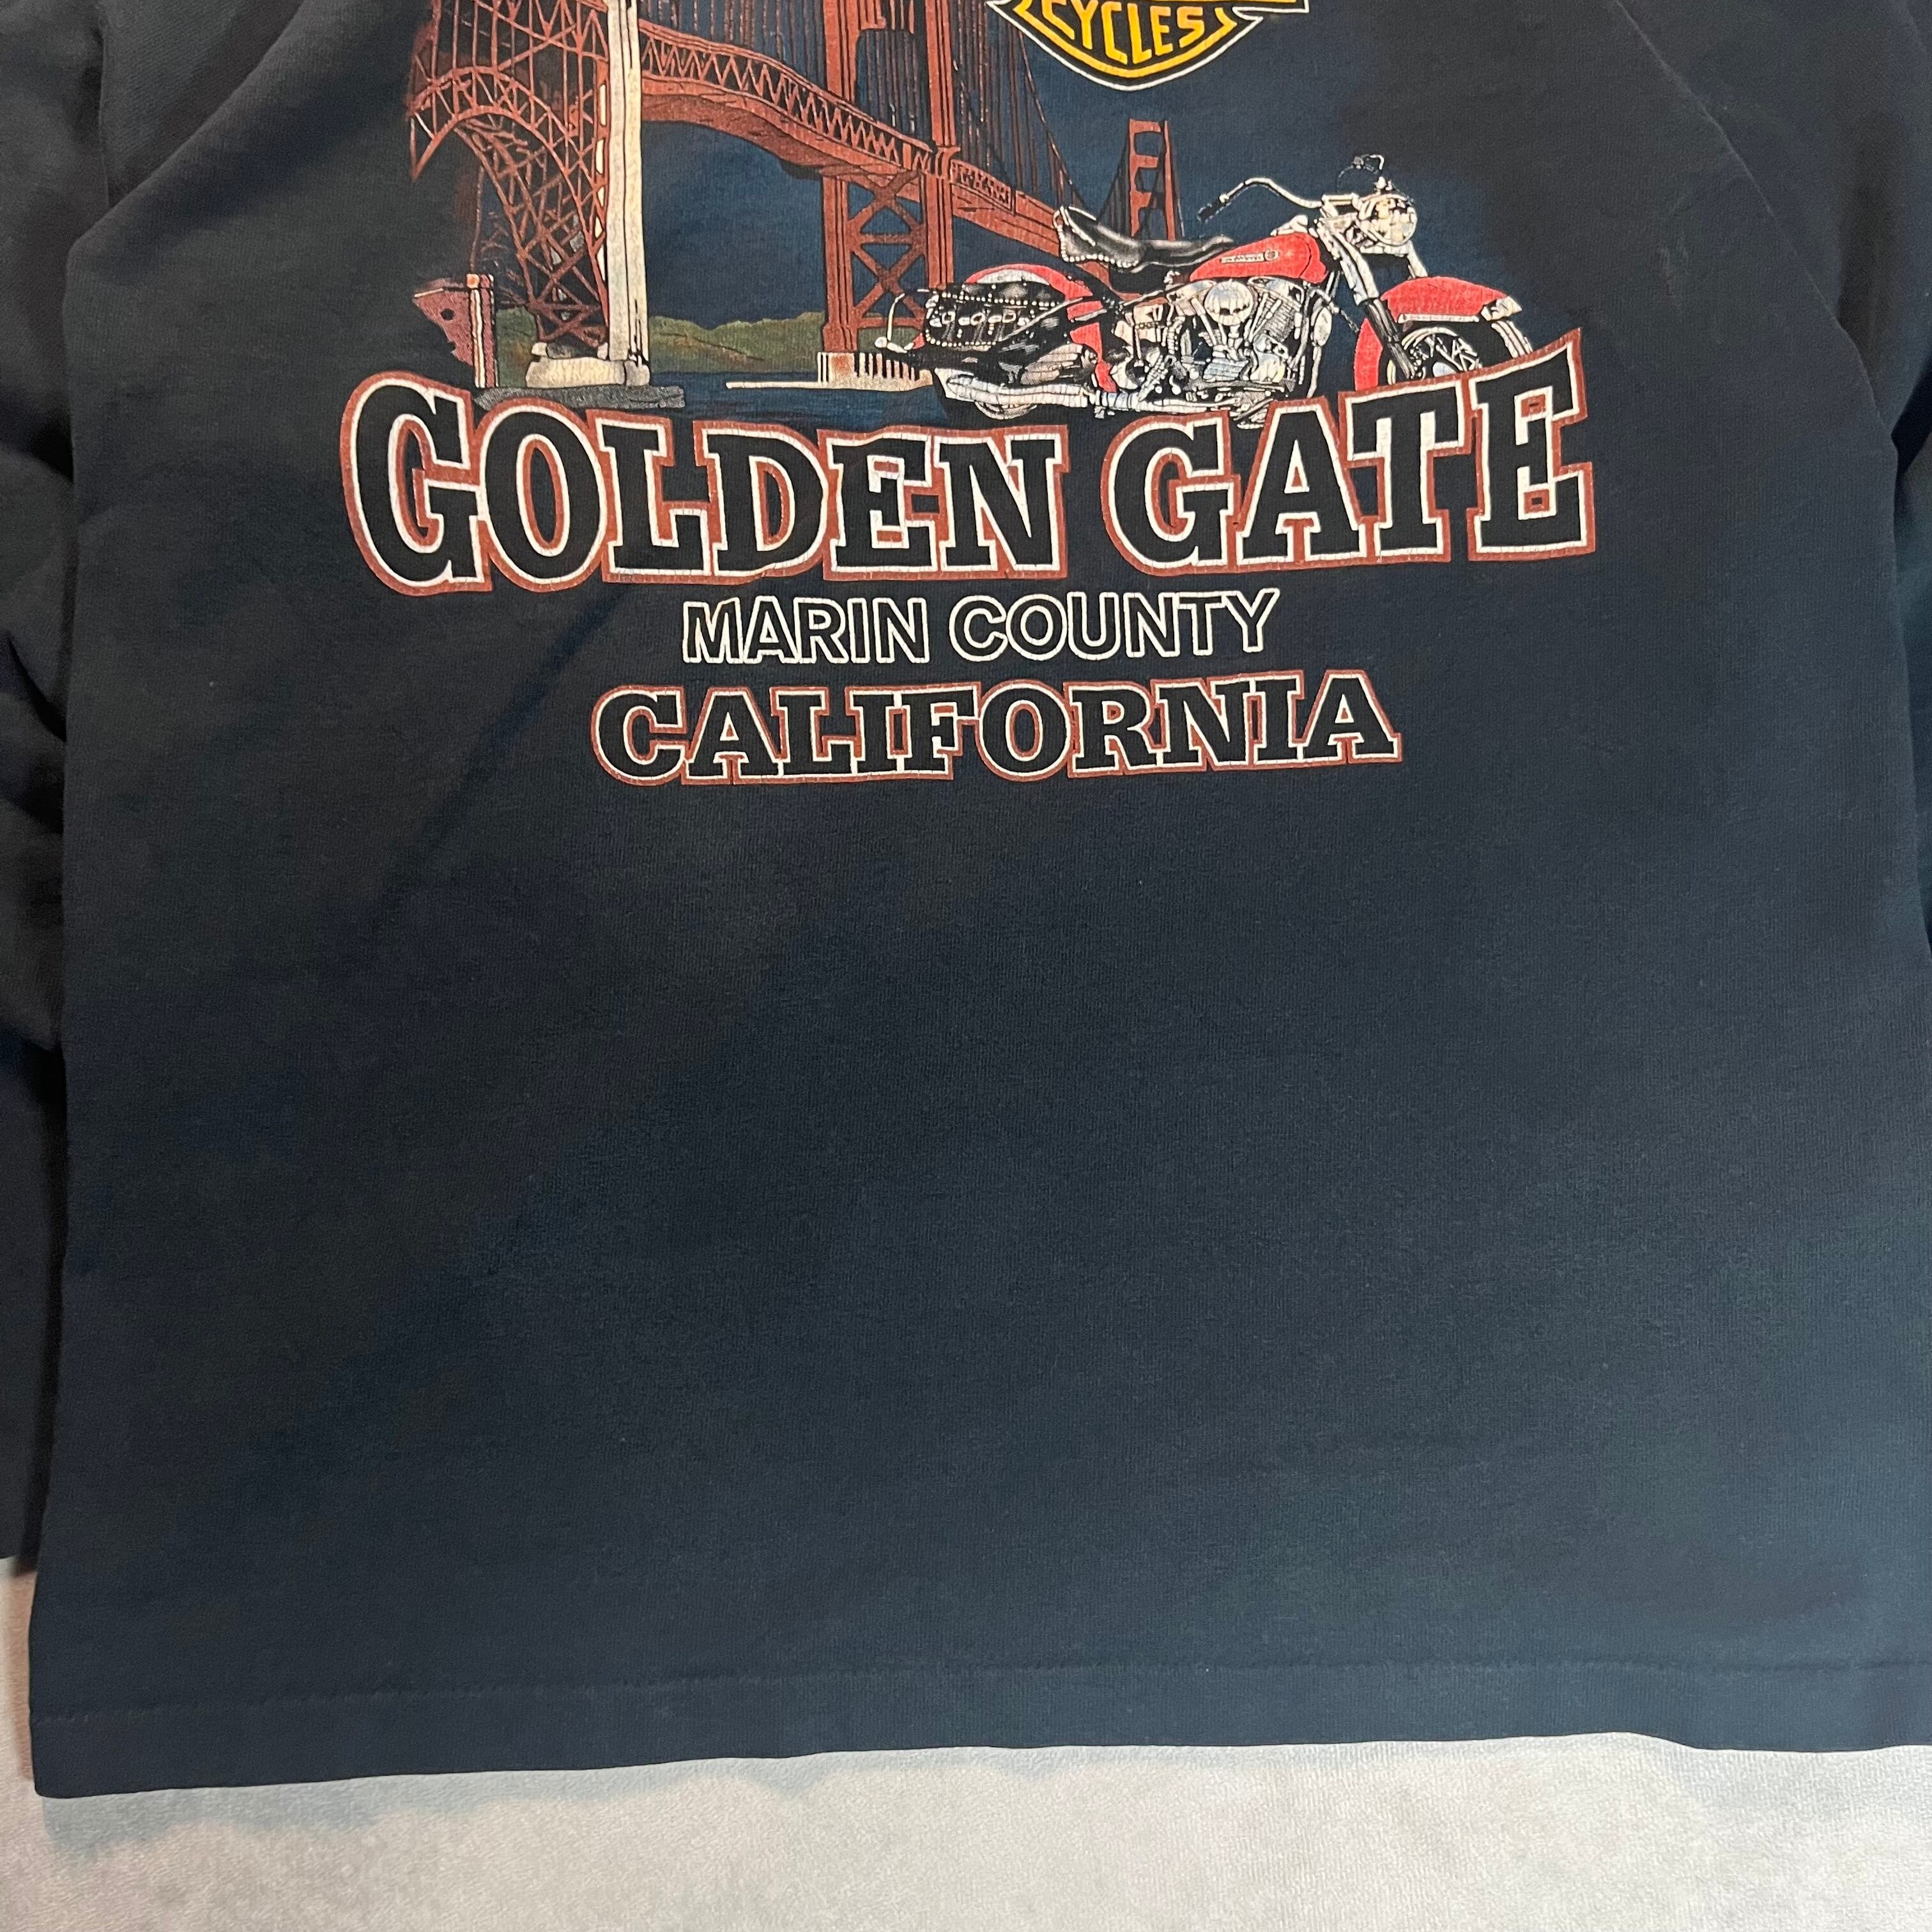 CYCLES
GOLDEN GATE
MARIN COUNTY
CALIFORNIA